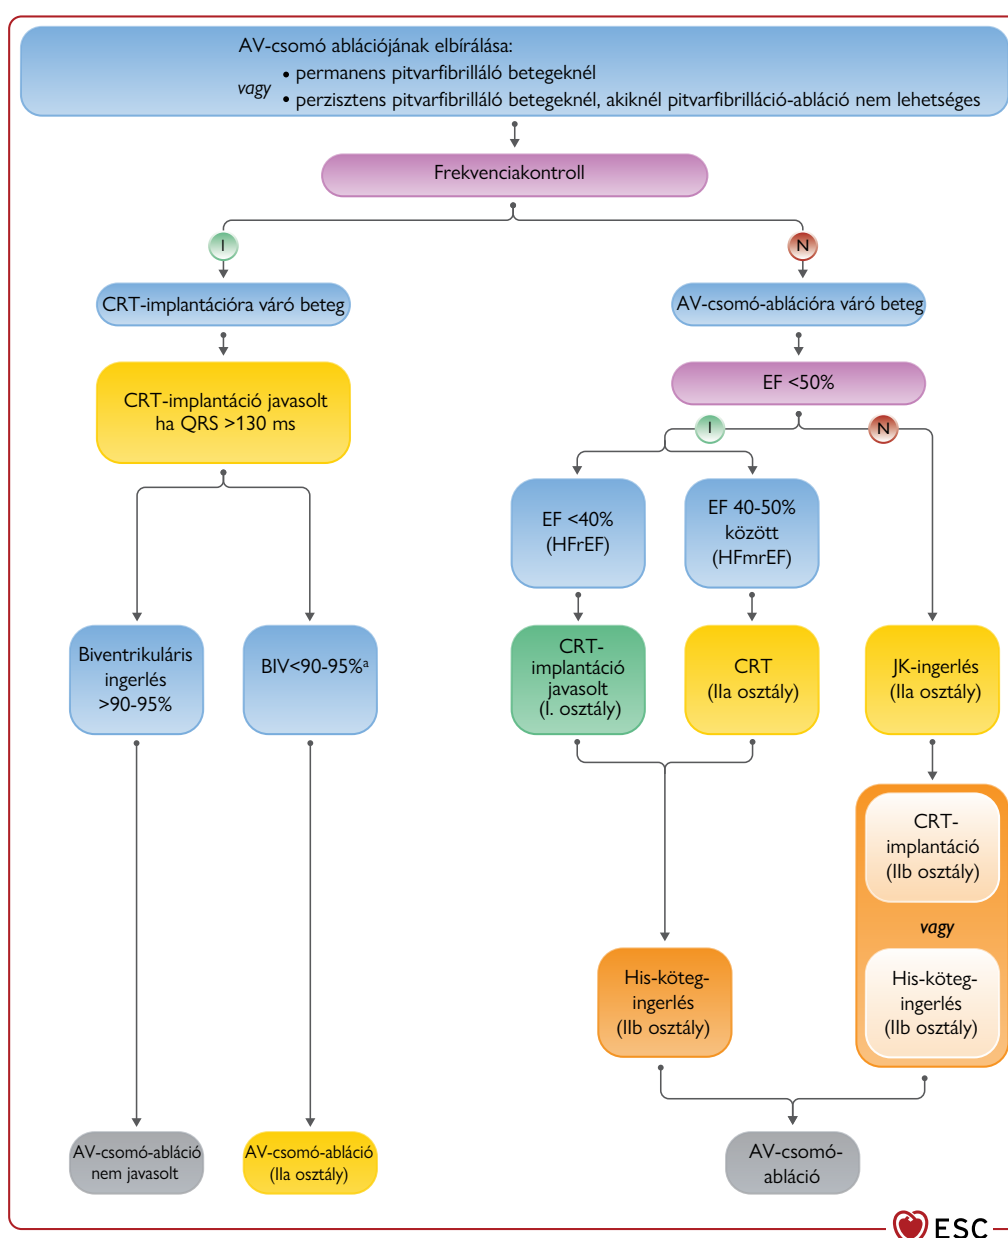 AV-csomó ablációjának elbírálása:
• permanens pitvarfibrilláló betegeknél
vagy
• perzisztens pitvarfibrilláló betegeknél, akiknél pitvarfibrilláció-abláció nem lehetséges
Frekvenciakontroll
I
N
CRT-implantációra váró beteg
AV-csomó-ablációra váró beteg
CRT-implantáció javasolt
ha QRS >130 ms
EF <50%
I
N
EF <40%
(HFrEF)
EF 40-50%
között
(HFmrEF)
Biventrikuláris
ingerlés
>90-95%
BIV<90-95%ª
CRT-
implantáció
javasolt
(I. osztály)
CRT
(IIa osztály)
JK-ingerlés
(IIa osztály)
CRT-
implantáció
(IIb osztály)
vagy
His-köteg-
ingerlés
(IIb osztály)
His-köteg-
ingerlés
(IIb osztály)
AV-csomó-abláció
nem javasolt
AV-csomó-abláció
(IIa osztály)
AV-csomó-
abláció
ESC